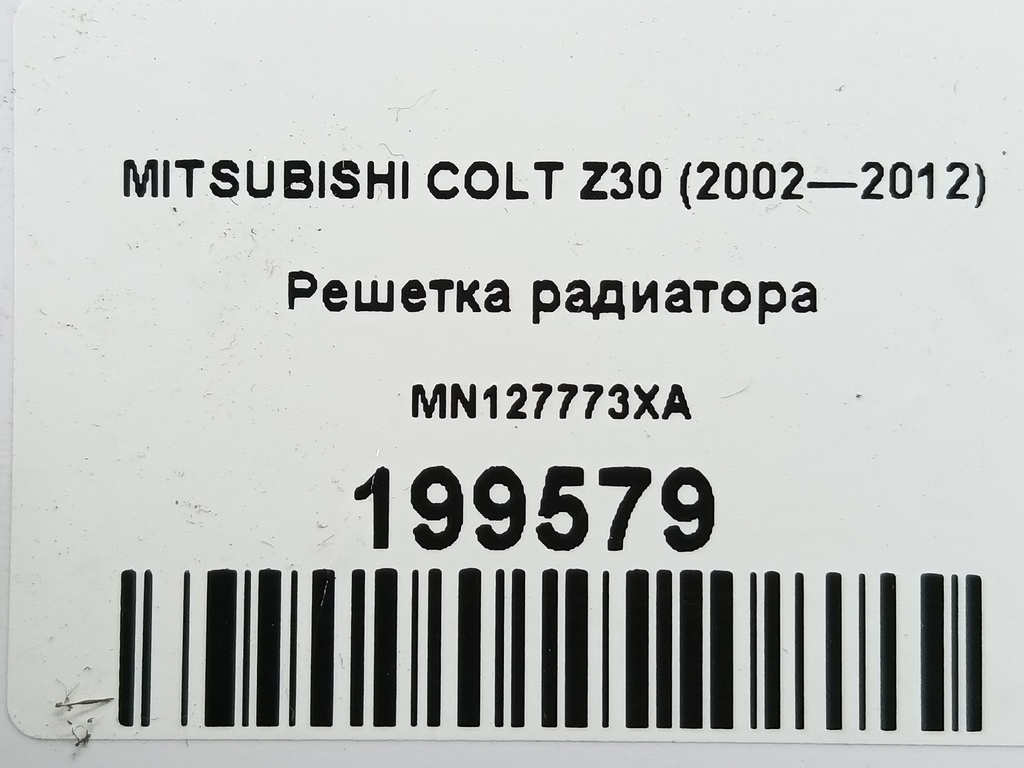 MITSUBISHI COLT Z30 (2002—2012)
Решетка радиатора
MN127773XA
199579